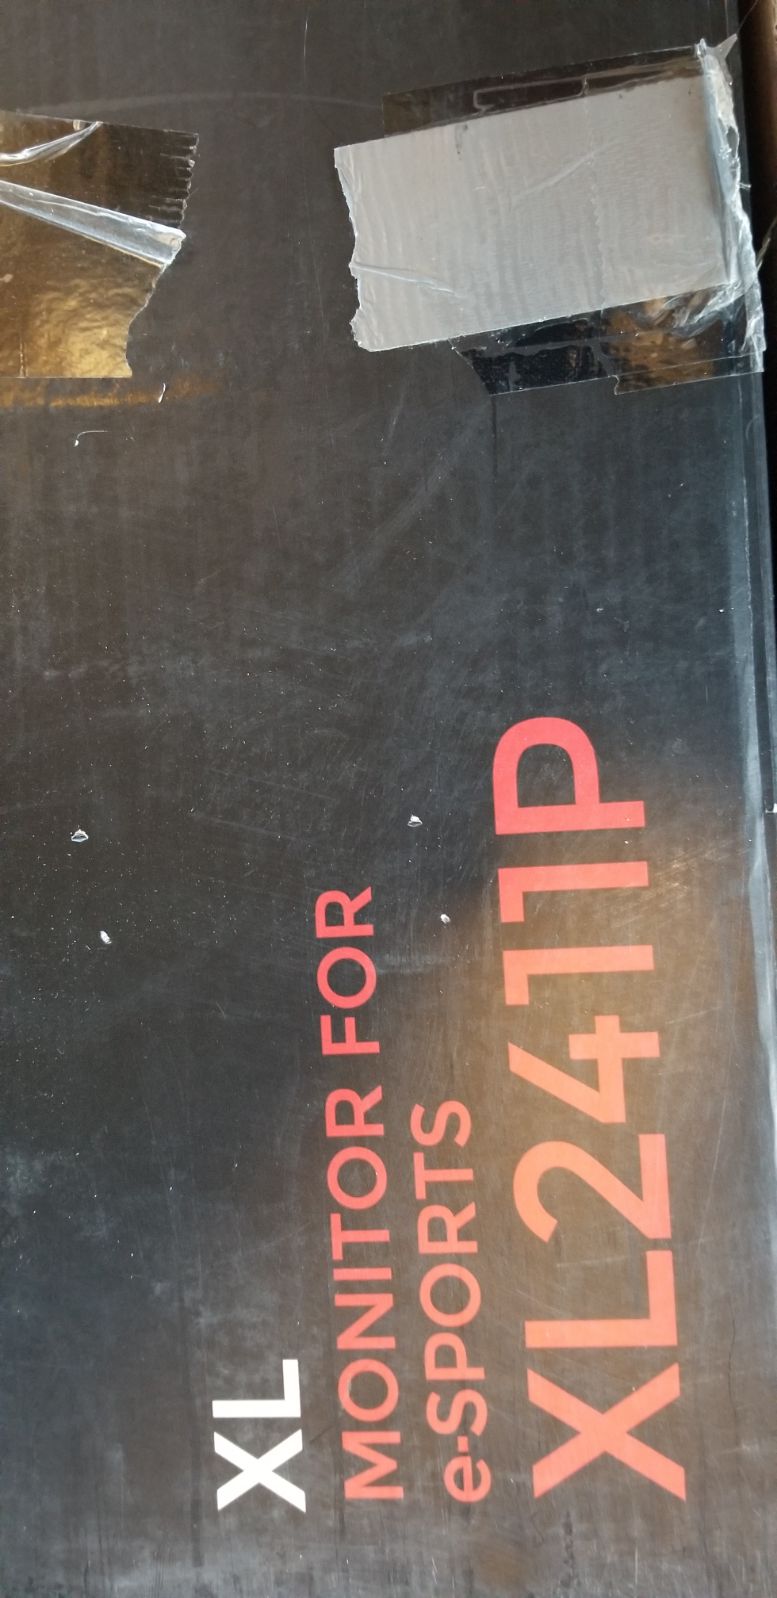 XL
MONITOR FOR
e-SPORTS
XL2411P